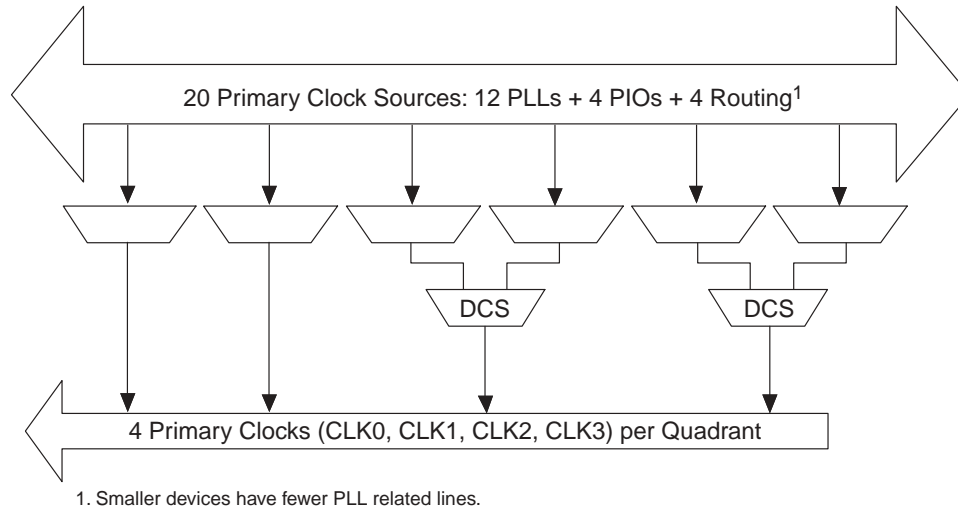 20 Primary Clock Sources: 12 PLLs + 4 PIOs + 4 Routing1
DCS
DCS
4 Primary Clocks (CLK0, CLK1, CLK2, CLK3) per Quadrant
1. Smaller devices have fewer PLL related lines.